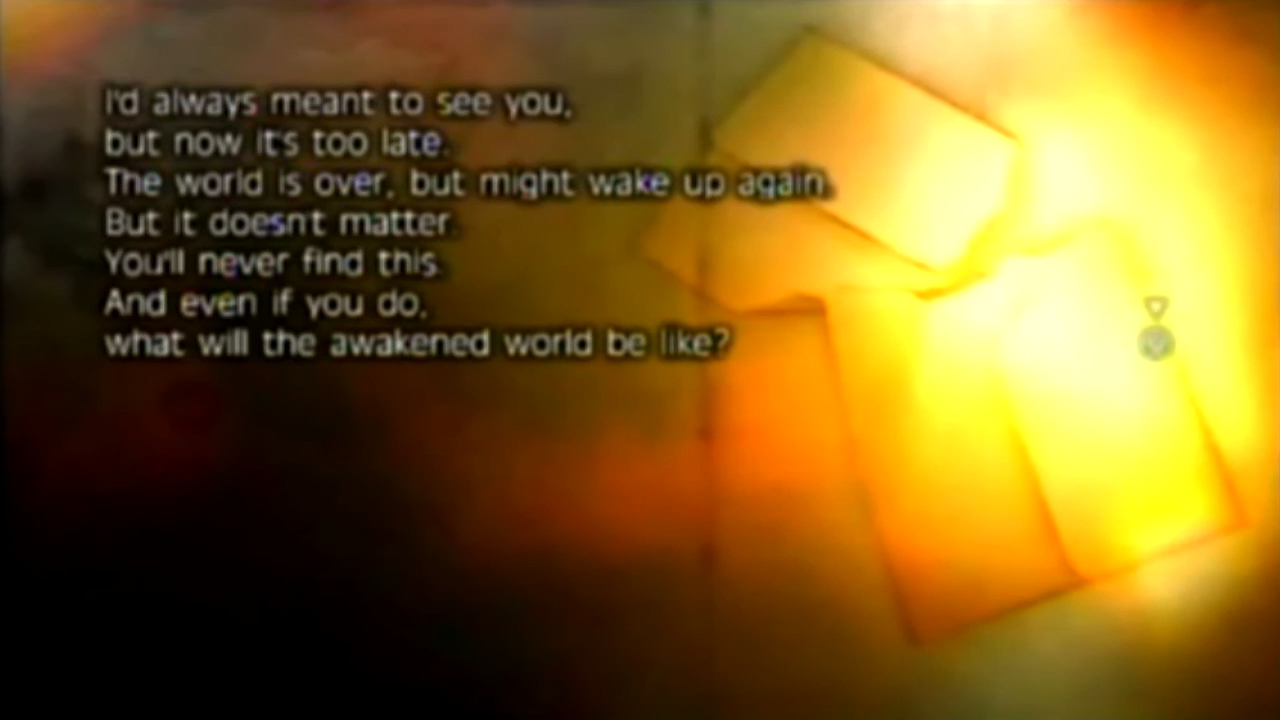 I'd always meant to see you,
but now it's too late.
The world is over, but might wake up again.
But it doesn't matter.
You'll never find this.
And even if you do,
what will the awakened world be like?